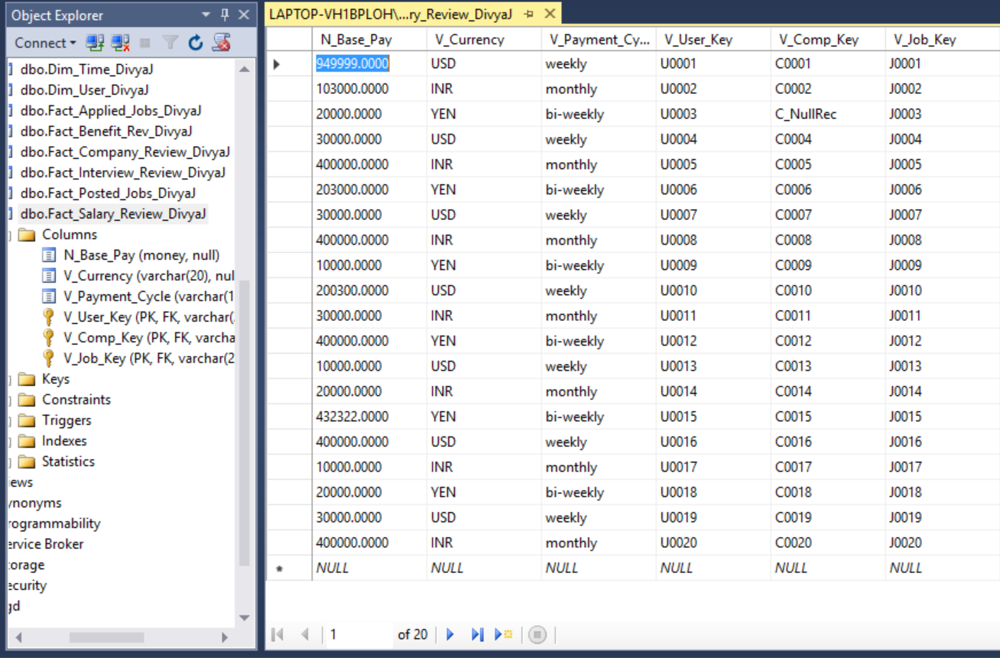 Object Explorer
Connect
dbo.Dim_Time_DivyaJ
dbo.Dim_User_DivyaJ
dbo.Fact_Applied_Jobs_DivyaJ
dbo.Fact_Benefit_Rev_DivyaJ
dbo.Fact_Company_Review_DivyaJ
dbo.Fact_Interview_Review_DivyaJ
dbo.Fact_Posted_Jobs_DivyaJ
dbo.Fact_Salary_Review_DivyaJ
Columns
N_Base_Pay (money, null)
V_Currency (varchar(20), nul
V_Payment_Cycle (varchar(1
V_User_Key (PK, FK, varchar(
V_Comp_Key (PK, FK, varcha
V_Job_Key (PK, FK, varchar(2
Keys
Constraints
Triggers
Indexes
Statistics
iews
ynonyms
rogrammability
ervice Broker
torage
ecurity
gd
LAPTOP-VH1BPLOH\...ry_Review_DivyaJ
N_Base_Pay V_Currency V_Payment_Cy... V_User_Key V_Comp_Key V_Job_Key
949999.0000 USD weekly U0001 C0001 J0001
103000.0000 INR monthly U0002 C0002 J0002
20000.0000 YEN bi-weekly U0003 C_NullRec J0003
30000.0000 USD weekly U0004 C0004 J0004
400000.0000 INR monthly U0005 C0005 J0005
203000.0000 YEN bi-weekly U0006 C0006 J0006
30000.0000 USD weekly U0007 C0007 J0007
400000.0000 INR monthly U0008 C0008 J0008
10000.0000 YEN bi-weekly U0009 C0009 J0009
200300.0000 USD weekly U0010 C0010 J0010
30000.0000 INR monthly U0011 C0011 J0011
400000.0000 YEN bi-weekly U0012 C0012 J0012
10000.0000 USD weekly U0013 C0013 J0013
20000.0000 INR monthly U0014 C0014 J0014
432322.0000 YEN bi-weekly U0015 C0015 J0015
400000.0000 USD weekly U0016 C0016 J0016
10000.0000 INR monthly U0017 C0017 J0017
20000.0000 YEN bi-weekly U0018 C0018 J0018
30000.0000 USD weekly U0019 C0019 J0019
400000.0000 INR monthly U0020 C0020 J0020
NULL NULL NULL NULL NULL NULL
1 of 20